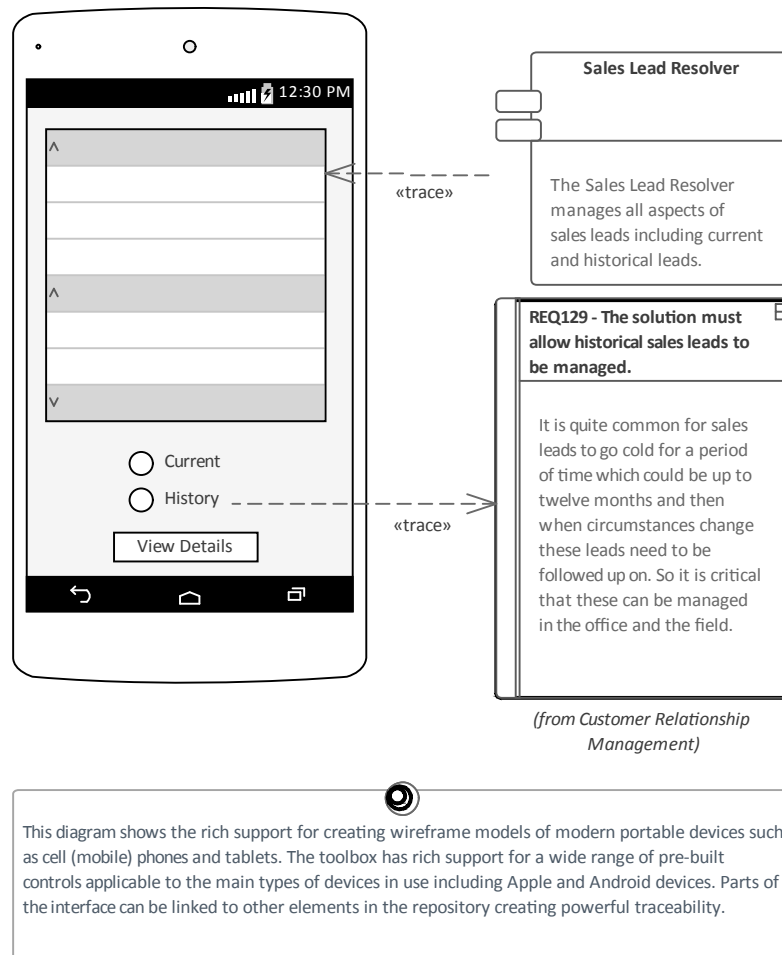 12:30 PM
Current
History
View Details
«trace»
«trace»
Sales Lead Resolver
The Sales Lead Resolver
manages all aspects of
sales leads including current
and historical leads.
REQ129 - The solution must
allow historical sales leads to
be managed.
It is quite common for sales
leads to go cold for a period
of time which could be up to
twelve months and then
when circumstances change
these leads need to be
followed up on. So it is critical
that these can be managed
in the office and the field.
(from Customer Relationship
Management)
This diagram shows the rich support for creating wireframe models of modern portable devices such
as cell (mobile) phones and tablets. The toolbox has rich support for a wide range of pre-built
controls applicable to the main types of devices in use including Apple and Android devices. Parts of
the interface can be linked to other elements in the repository creating powerful traceability.